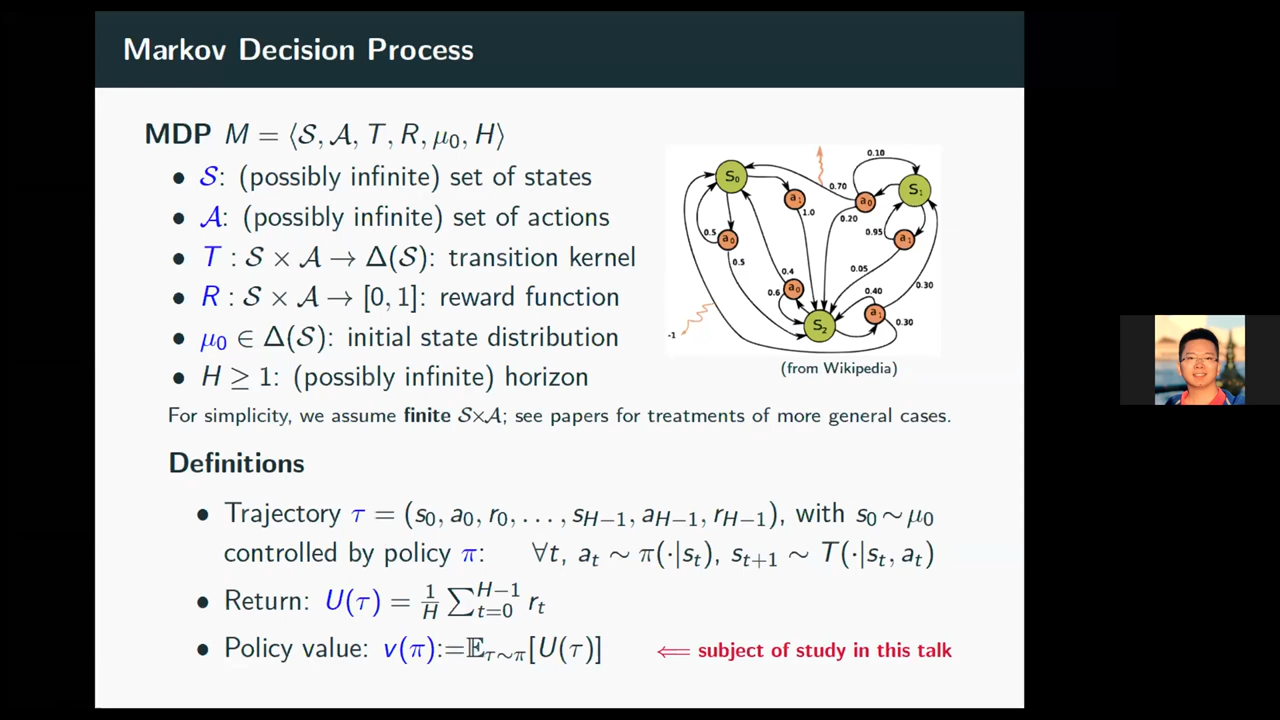 Markov Decision Process
MDP M = ⟨𝒮, 𝒜, T, R, μ₀, H⟩
• 𝒮: (possibly infinite) set of states
• 𝒜: (possibly infinite) set of actions
• T : 𝒮 × 𝒜 → Δ(𝒮): transition kernel
• R : 𝒮 × 𝒜 → [0, 1]: reward function
• μ₀ ∈ Δ(𝒮): initial state distribution
• H ≥ 1: (possibly infinite) horizon
S₀
a₁
1.0
a₀
0.5
0.5
0.70
a₀
0.20
0.10
S₁
0.95
a₁
0.05
0.30
0.4
a₀
0.6
S₂
0.40
a₁
0.30
-1
(from Wikipedia)
For simplicity, we assume finite 𝒮×𝒜; see papers for treatments of more general cases.
Definitions
• Trajectory τ = (s₀, a₀, r₀, . . . , s_{H−1}, a_{H−1}, r_{H−1}), with s₀ ∼ μ₀
controlled by policy π: ∀t, aₜ ∼ π(·|sₜ), sₜ₊₁ ∼ T(·|sₜ, aₜ)
• Return: U(τ) = \frac{1}{H} ∑_{t=0}^{H−1} rₜ
• Policy value: v(π):=𝔼_{τ∼π}[U(τ)] ⟸ subject of study in this talk